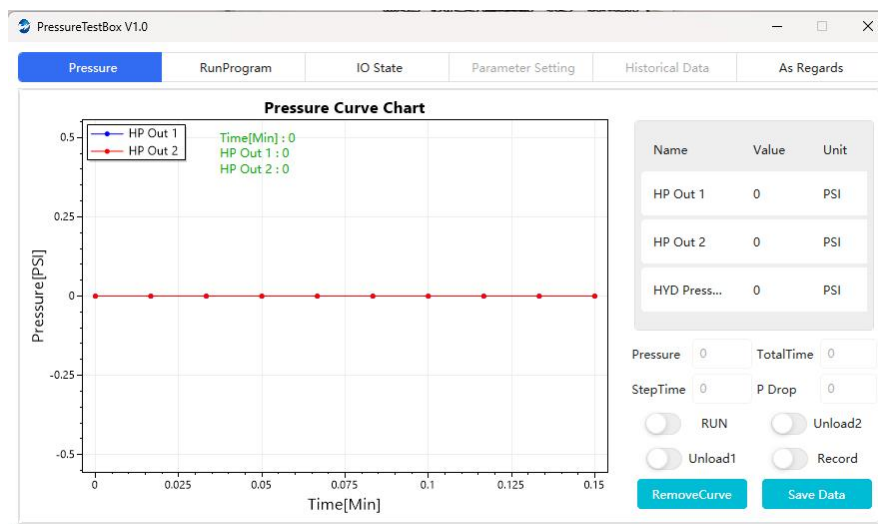 PressureTestBox V1.0
Pressure RunProgram IO State Parameter Setting Historical Data As Regards
Pressure Curve Chart
HP Out 1
HP Out 2
Time[Min] : 0
HP Out 1 : 0
HP Out 2 : 0
0.5
0.25
0
-0.25
-0.5
Pressure[PSI]
0 0.025 0.05 0.075 0.1 0.125 0.15
Time[Min]
Name Value Unit
HP Out 1 0 PSI
HP Out 2 0 PSI
HYD Press... 0 PSI
Pressure 0 TotalTime 0
StepTime 0 P Drop 0
RUN Unload2
Unload1 Record
RemoveCurve Save Data